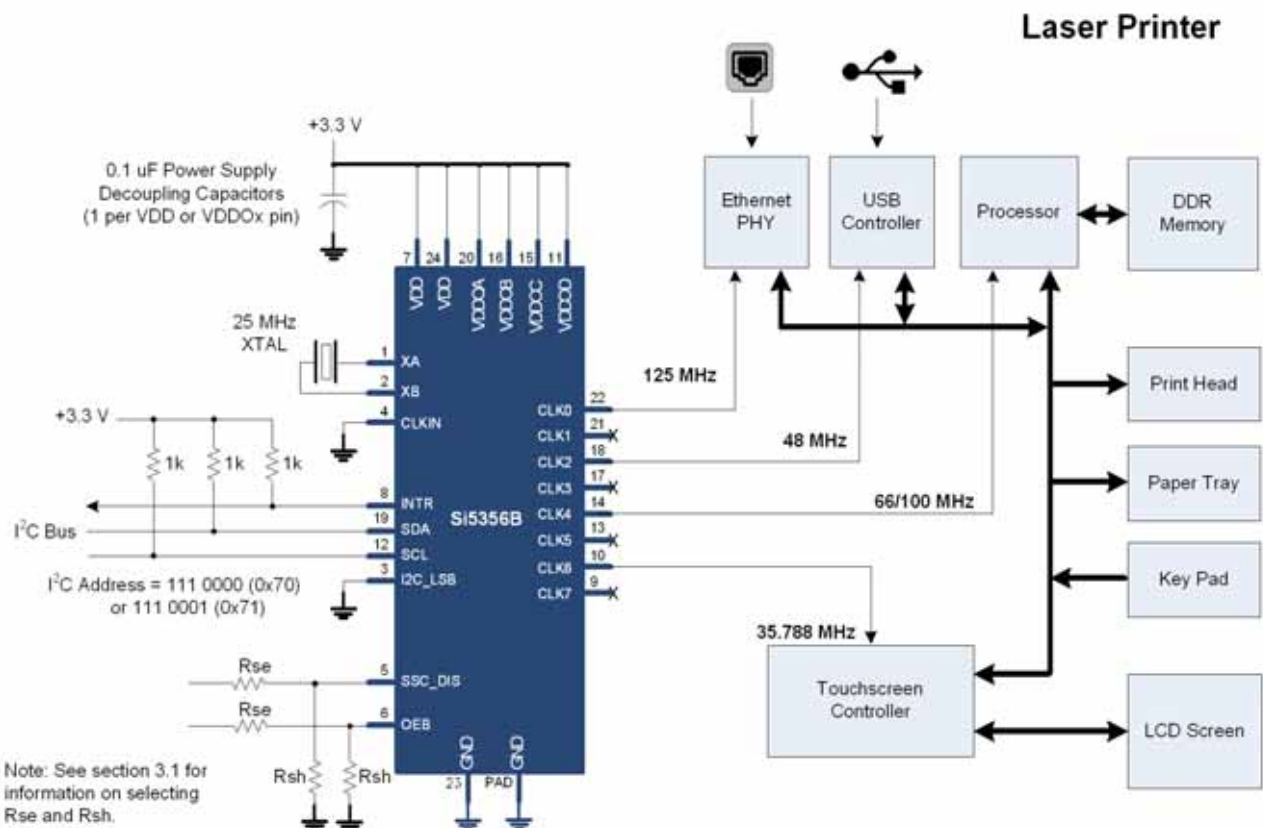 Laser Printer
+3.3 V
0.1 uF Power Supply
Decoupling Capacitors
(1 per VDD or VDDOx pin)
7
24
20
16
15
11
VDD
VDD
VDDOA
VDDOB
VDDOC
VDDOD
25 MHz
XTAL
1
XA
2
XB
4
CLKIN
+3.3 V
1k
1k
1k
8
INTR
I²C Bus
19
SDA
12
SCL
3
I2C_LSB
I²C Address = 111 0000 (0x70)
or 111 0001 (0x71)
Si5356B
Rse
5
SSC_DIS
Rse
6
OEB
Rsh
Rsh
GND
GND
23
PAD
Note: See section 3.1 for
information on selecting
Rse and Rsh.
CLK0
22
CLK1
21
CLK2
18
CLK3
17
CLK4
14
CLK5
13
CLK6
10
CLK7
9
125 MHz
48 MHz
66/100 MHz
35.788 MHz
Ethernet
PHY
USB
Controller
Processor
DDR
Memory
Print Head
Paper Tray
Key Pad
Touchscreen
Controller
LCD Screen